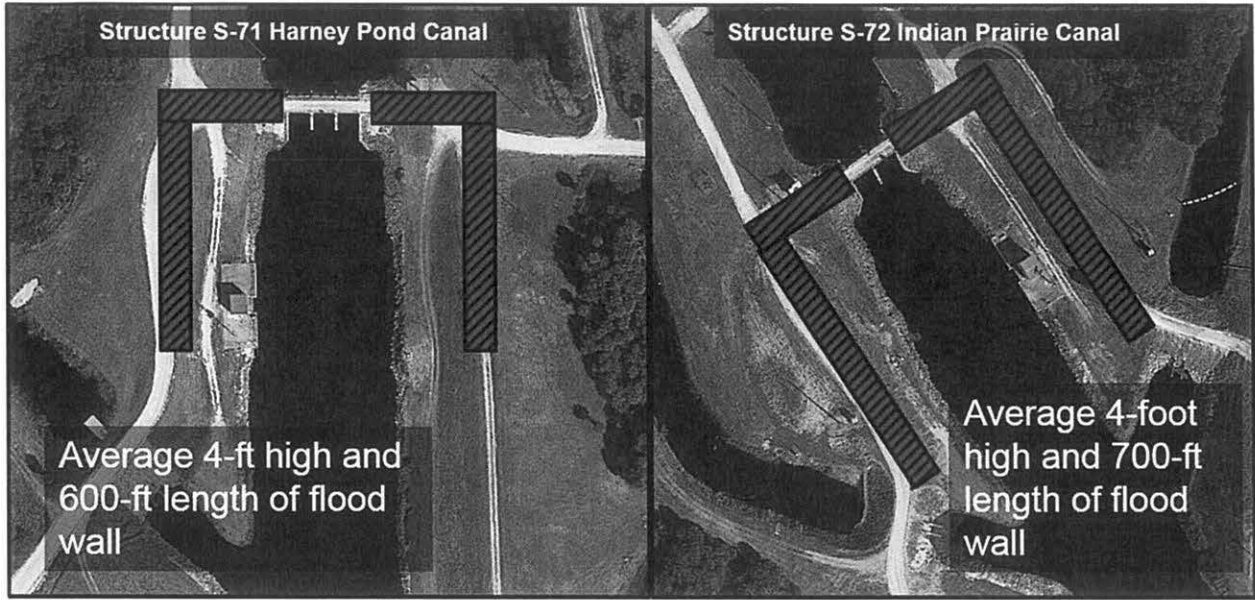 Structure S-71 Harney Pond Canal
Average 4-ft high and
600-ft length of flood
wall
Structure S-72 Indian Prairie Canal
Average 4-foot
high and 700-ft
length of flood
wall